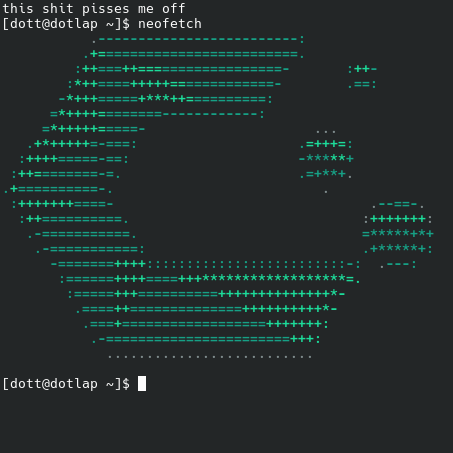 this shit pisses me off
[dott@dotlap ~]$ neofetch
[dott@dotlap ~]$